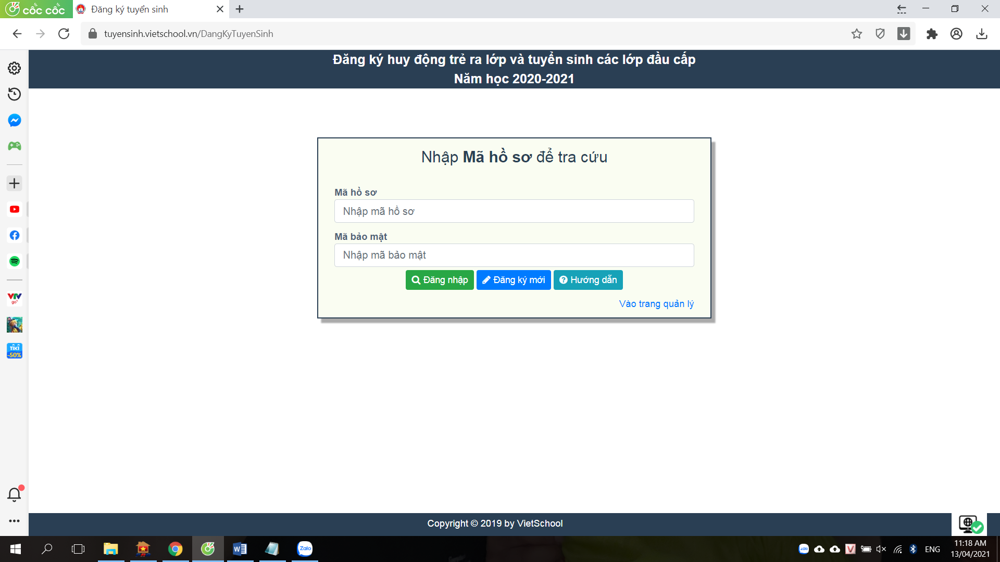 cốc cốc
Đăng ký tuyển sinh
tuyensinh.vietschool.vn/DangKyTuyenSinh
Đăng ký huy động trẻ ra lớp và tuyển sinh các lớp đầu cấp
Năm học 2020-2021
Nhập Mã hồ sơ để tra cứu
Mã hồ sơ
Nhập mã hồ sơ
Mã bảo mật
Nhập mã bảo mật
Đăng nhập Đăng ký mới Hướng dẫn
Vào trang quản lý
VTV
go
TIKI
-50%
Copyright © 2019 by VietSchool
Zalo
ENG
11:18 AM
13/04/2021